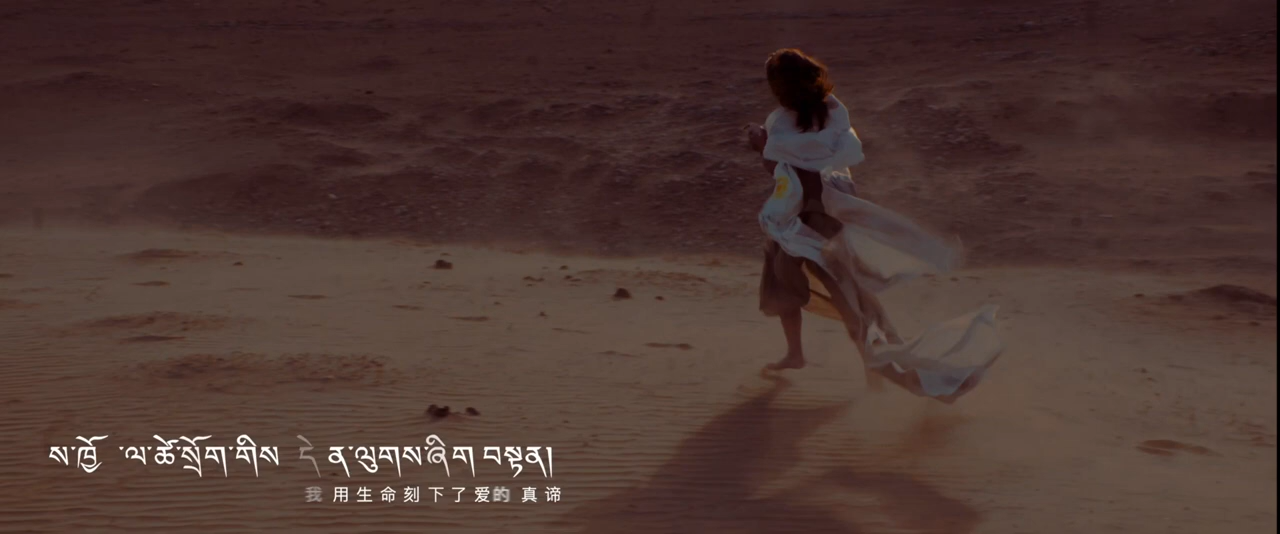 ས་ཁྱོ ་ལ་ཚེ་སྲོག་གིས དེ ན་ལུགས་ཞིག་བསྟན།
我用生命刻下了爱的真谛